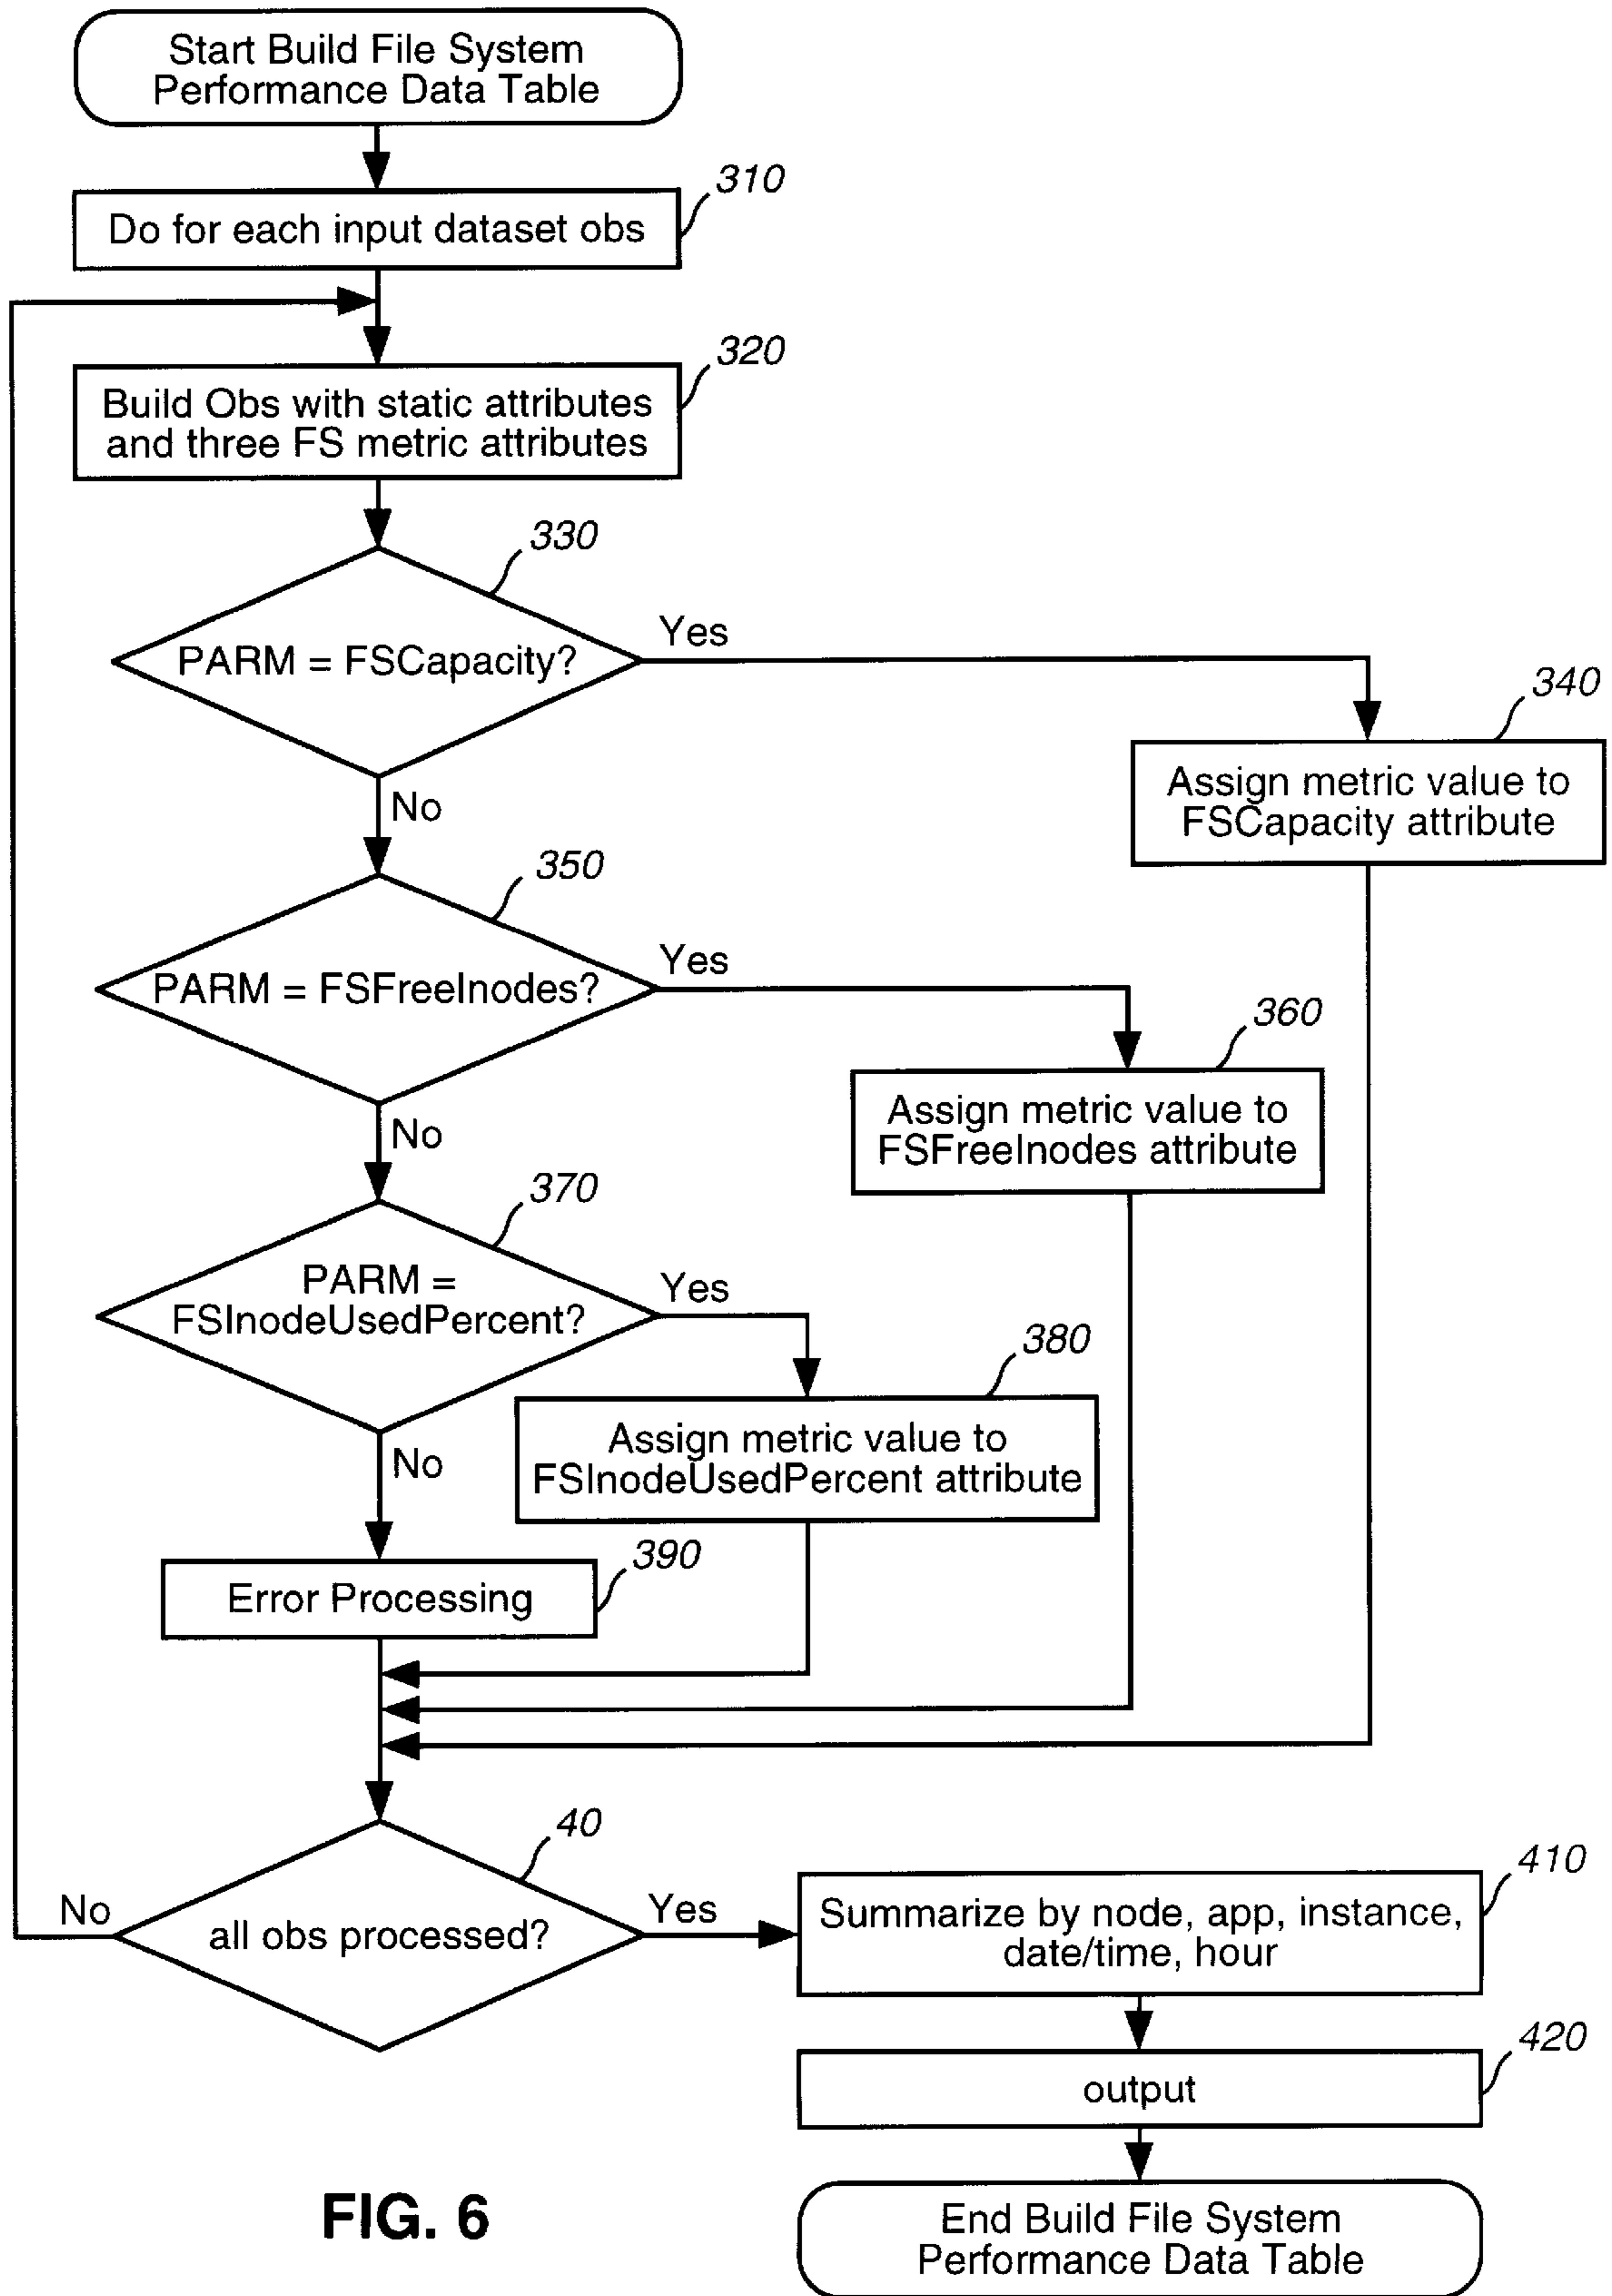 Start Build File System
Performance Data Table
310
Do for each input dataset obs
320
Build Obs with static attributes
and three FS metric attributes
330
PARM = FSCapacity?
Yes
340
Assign metric value to
FSCapacity attribute
No
350
PARM = FSFreeInodes?
Yes
360
Assign metric value to
FSFreeInodes attribute
No
370
PARM =
FSInodeUsedPercent?
Yes
380
Assign metric value to
FSInodeUsedPercent attribute
No
390
Error Processing
40
all obs processed?
No
Yes
410
Summarize by node, app, instance,
date/time, hour
420
output
End Build File System
Performance Data Table
FIG. 6